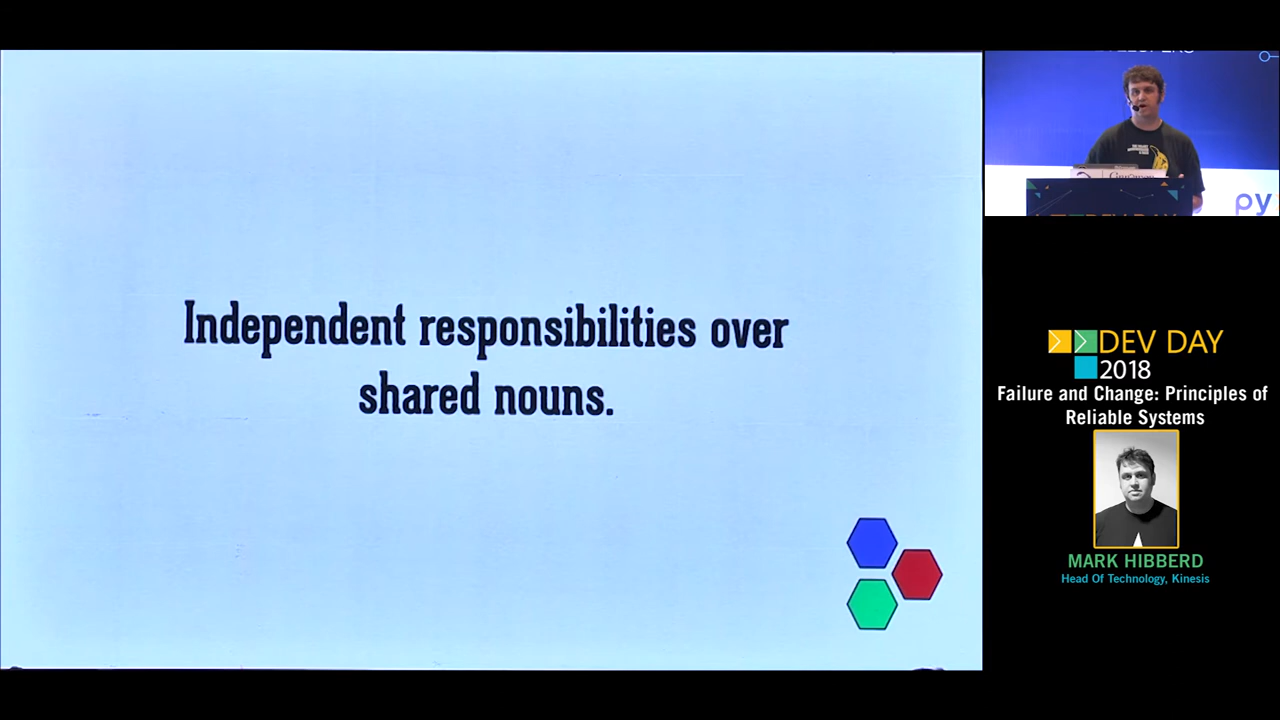 Independent responsibilities over
shared nouns.
py
DEV DAY
2018
Failure and Change: Principles of
Reliable Systems
MARK HIBBERD
Head Of Technology, Kinesis